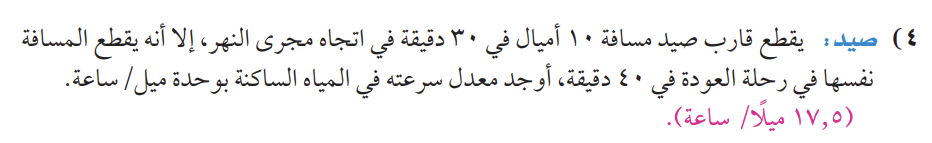 ٤) صيد: يقطع قارب صيد مسافة ١٠ أميال في ٣٠ دقيقة في اتجاه مجرى النهر، إلا أنه يقطع المسافة
نفسها في رحلة العودة في ٤٠ دقيقة، أوجد معدل سرعته في المياه الساكنة بوحدة ميل/ ساعة.
(١٧,٥ ميلًا/ ساعة).